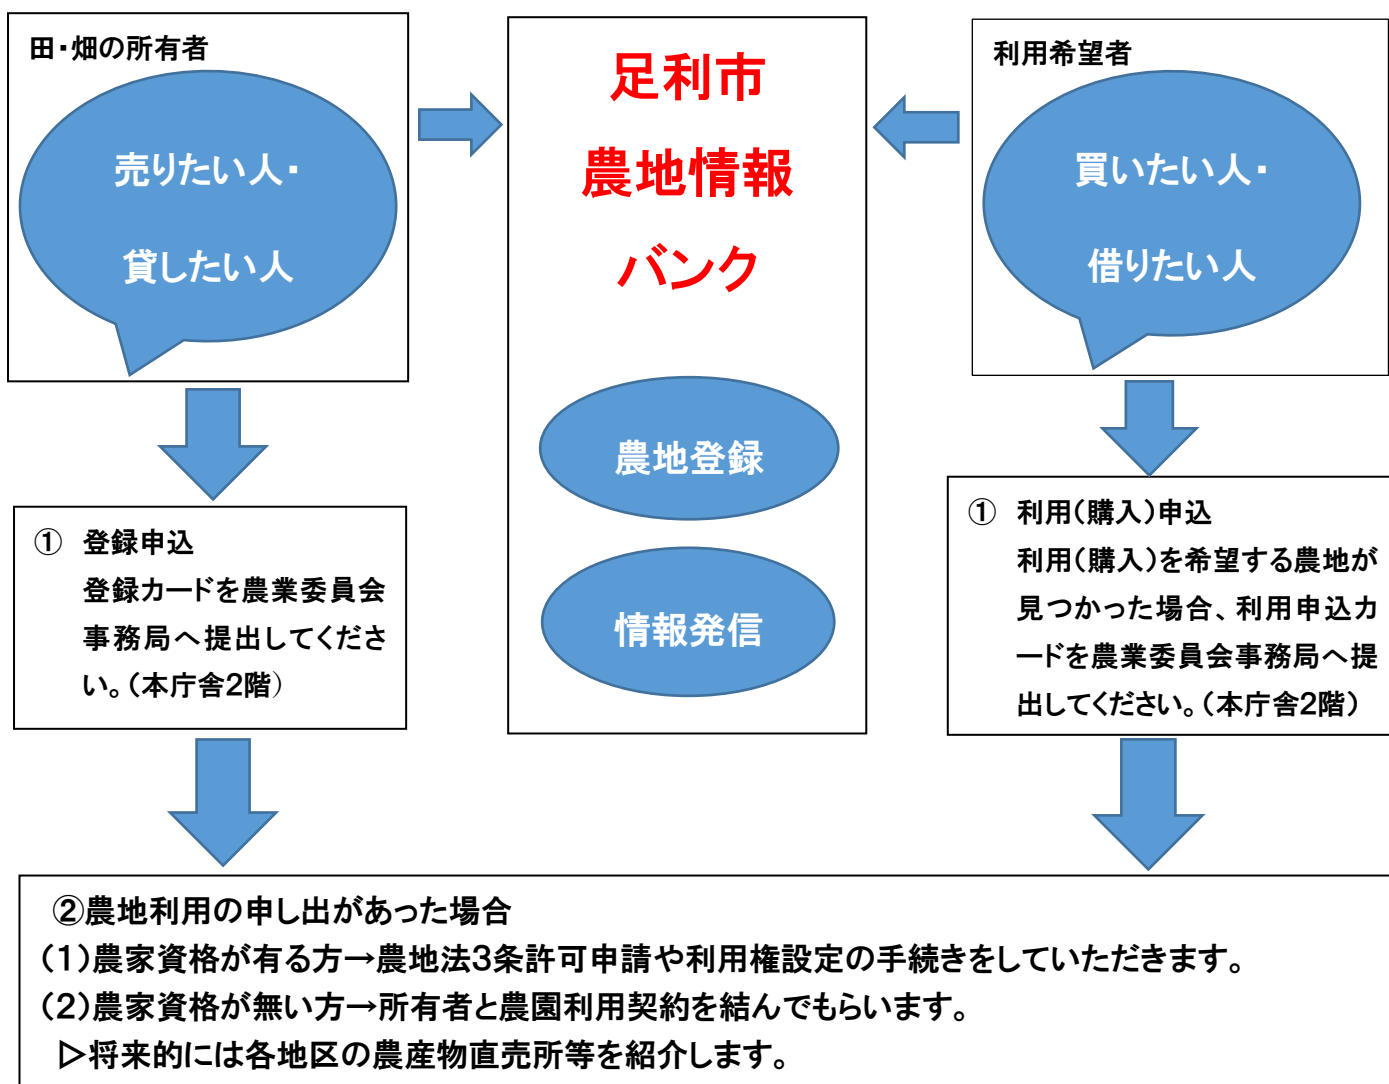 田・畑の所有者
売りたい人・
貸したい人
足利市
農地情報
バンク
農地登録
情報発信
利用希望者
買いたい人・
借りたい人
① 登録申込
登録カードを農業委員会
事務局へ提出してくださ
い。（本庁舎2階）
① 利用（購入）申込
利用（購入）を希望する農地が
見つかった場合、利用申込カ
ードを農業委員会事務局へ提
出してください。（本庁舎2階）
②農地利用の申し出があった場合
（1）農家資格が有る方→農地法3条許可申請や利用権設定の手続きをしていただきます。
（2）農家資格が無い方→所有者と農園利用契約を結んでもらいます。
▷将来的には各地区の農産物直売所等を紹介します。